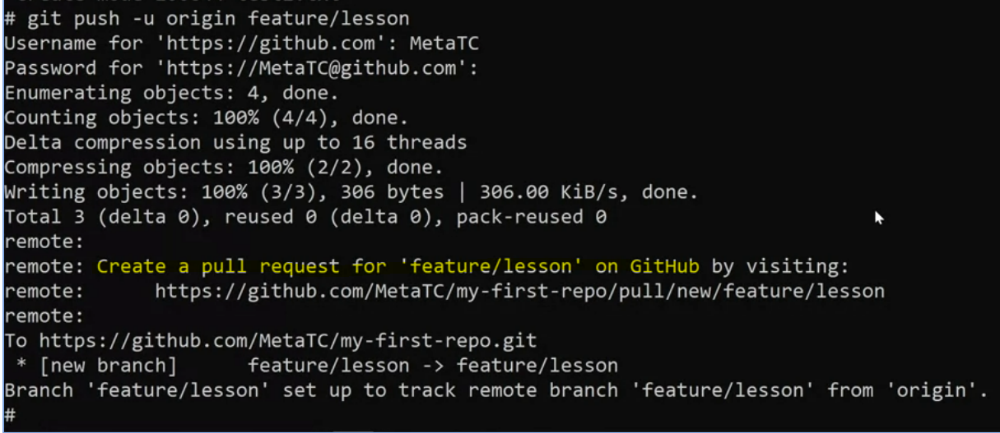 # git push -u origin feature/lesson
Username for 'https://github.com': MetaTC
Password for 'https://MetaTC@github.com':
Enumerating objects: 4, done.
Counting objects: 100% (4/4), done.
Delta compression using up to 16 threads
Compressing objects: 100% (2/2), done.
Writing objects: 100% (3/3), 306 bytes | 306.00 KiB/s, done.
Total 3 (delta 0), reused 0 (delta 0), pack-reused 0
remote:
remote: Create a pull request for 'feature/lesson' on GitHub by visiting:
remote:      https://github.com/MetaTC/my-first-repo/pull/new/feature/lesson
remote:
To https://github.com/MetaTC/my-first-repo.git
 * [new branch]      feature/lesson -> feature/lesson
Branch 'feature/lesson' set up to track remote branch 'feature/lesson' from 'origin'.
#